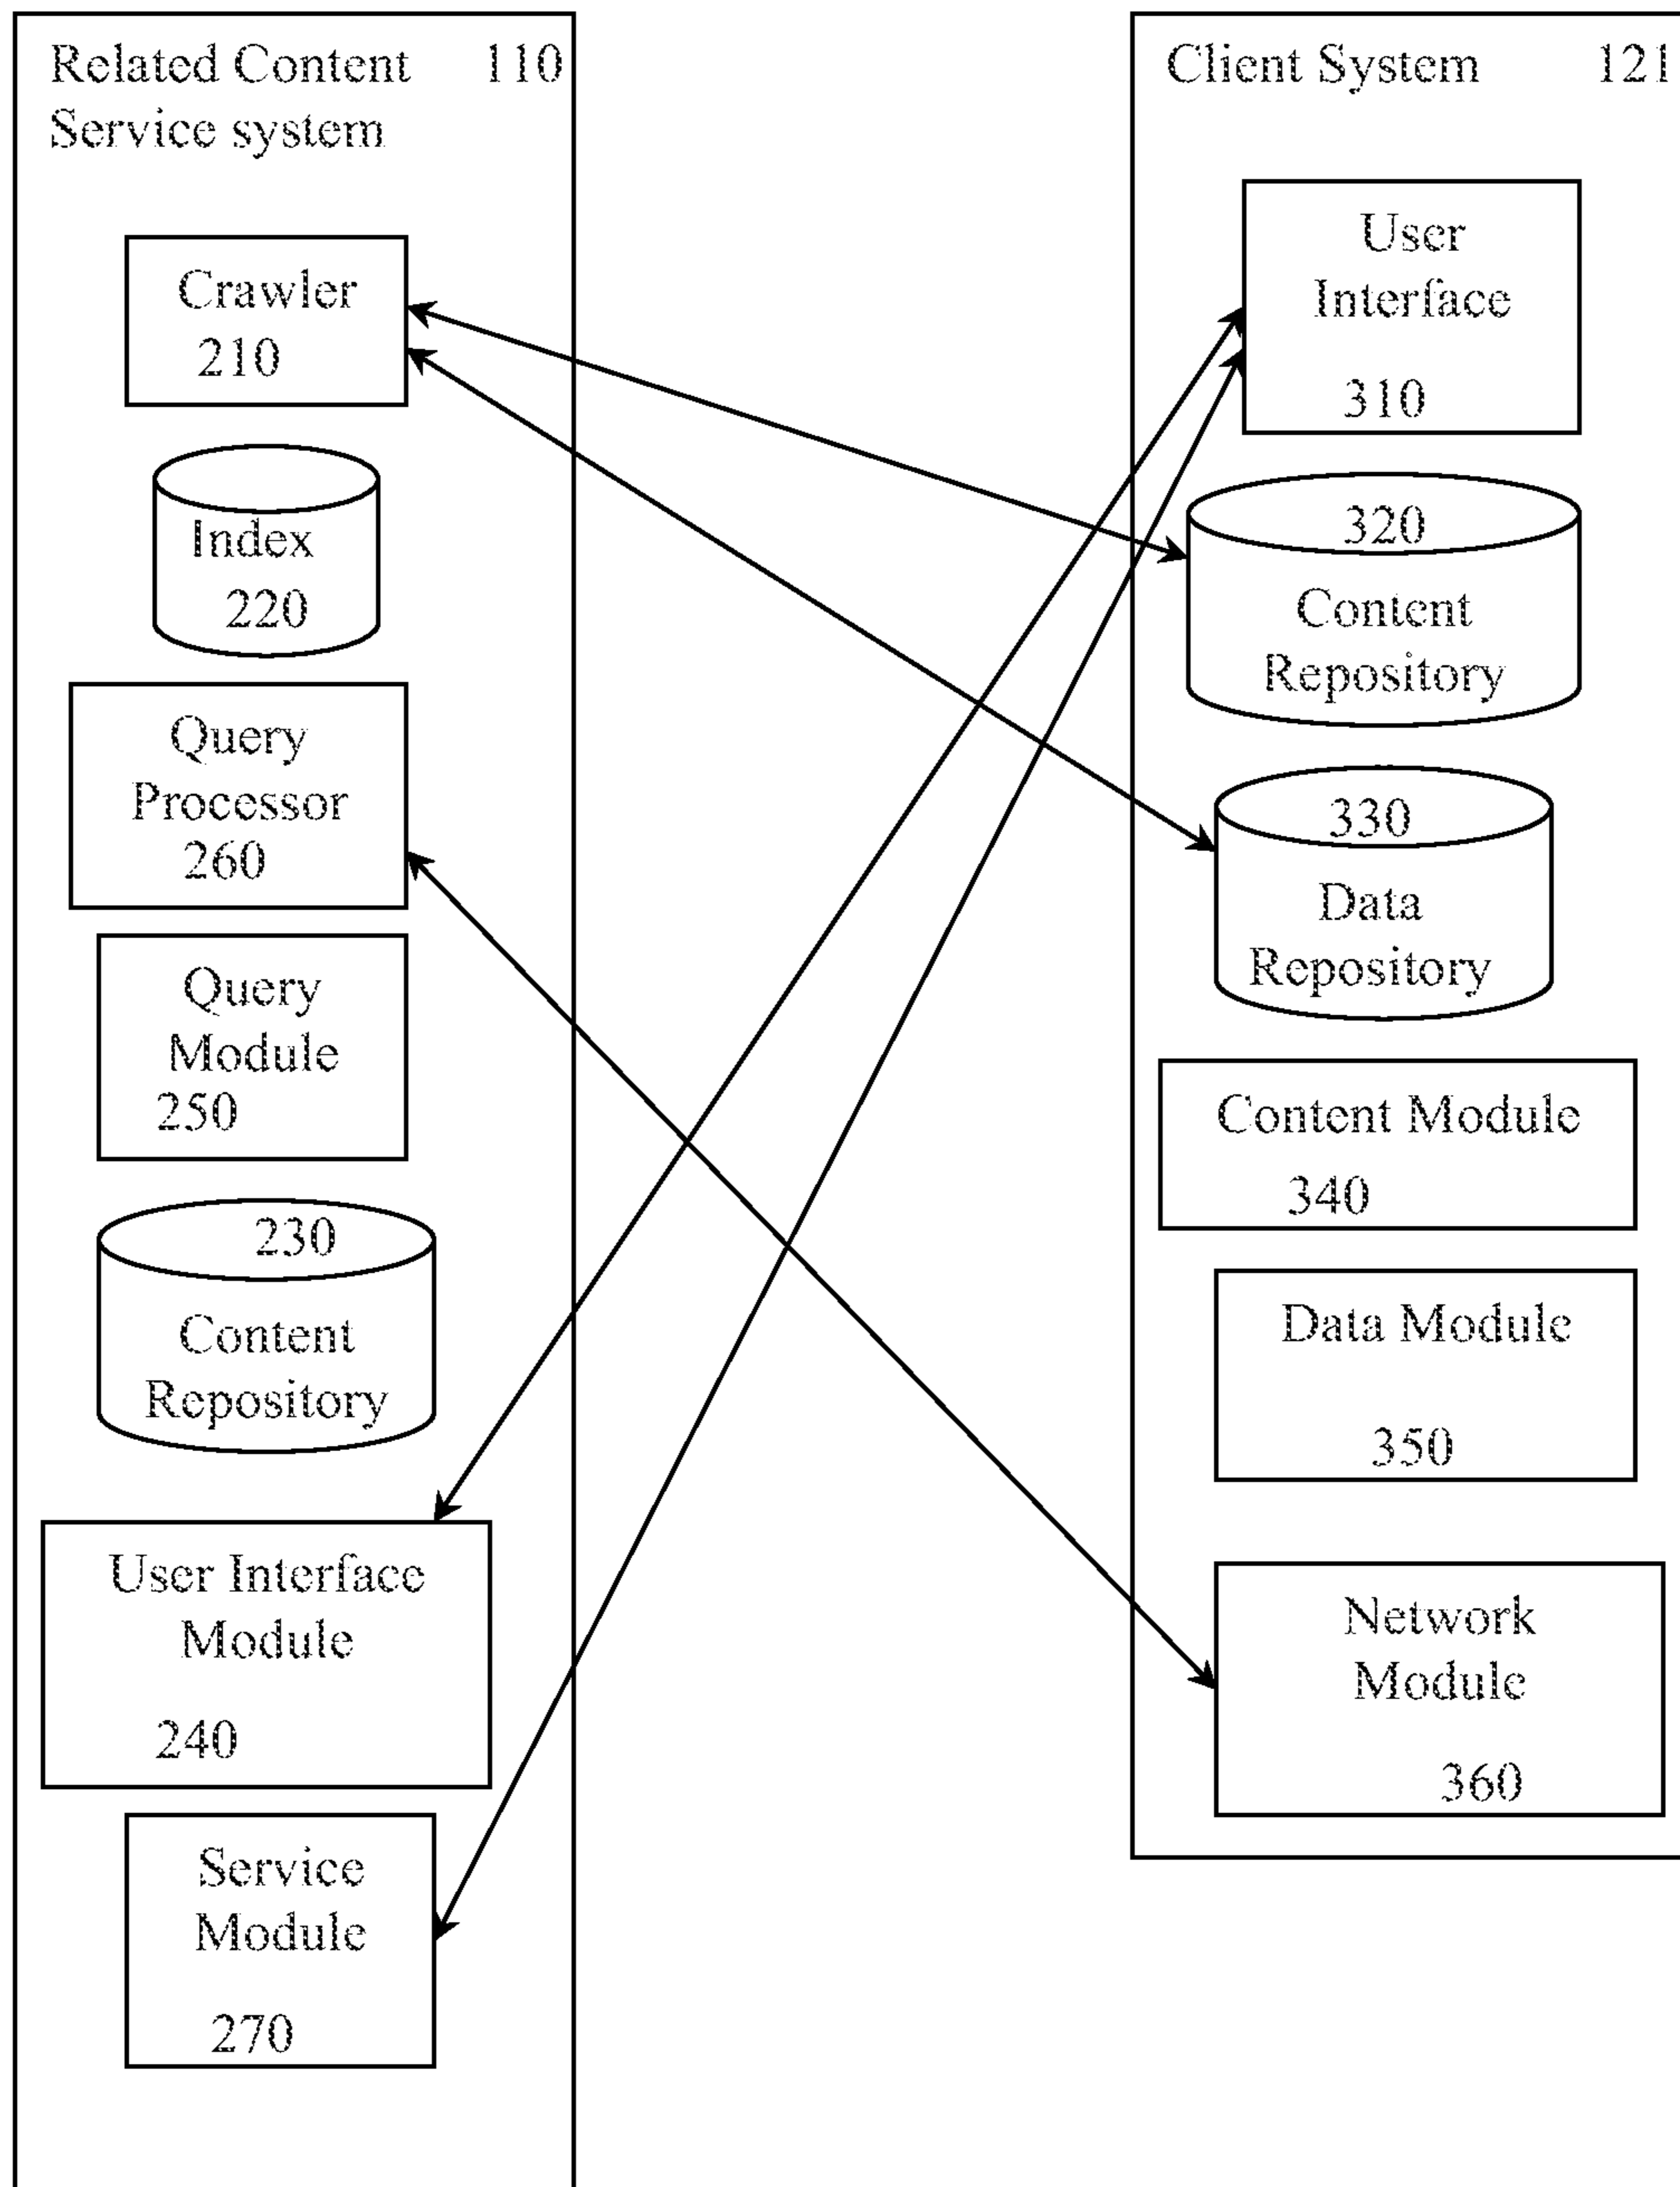 Related Content 110
Service system
Crawler
210
Index
220
Query
Processor
260
Query
Module
250
230
Content
Repository
User Interface
Module
240
Service
Module
270
Client System 121
User
Interface
310
320
Content
Repository
330
Data
Repository
Content Module
340
Data Module
350
Network
Module
360